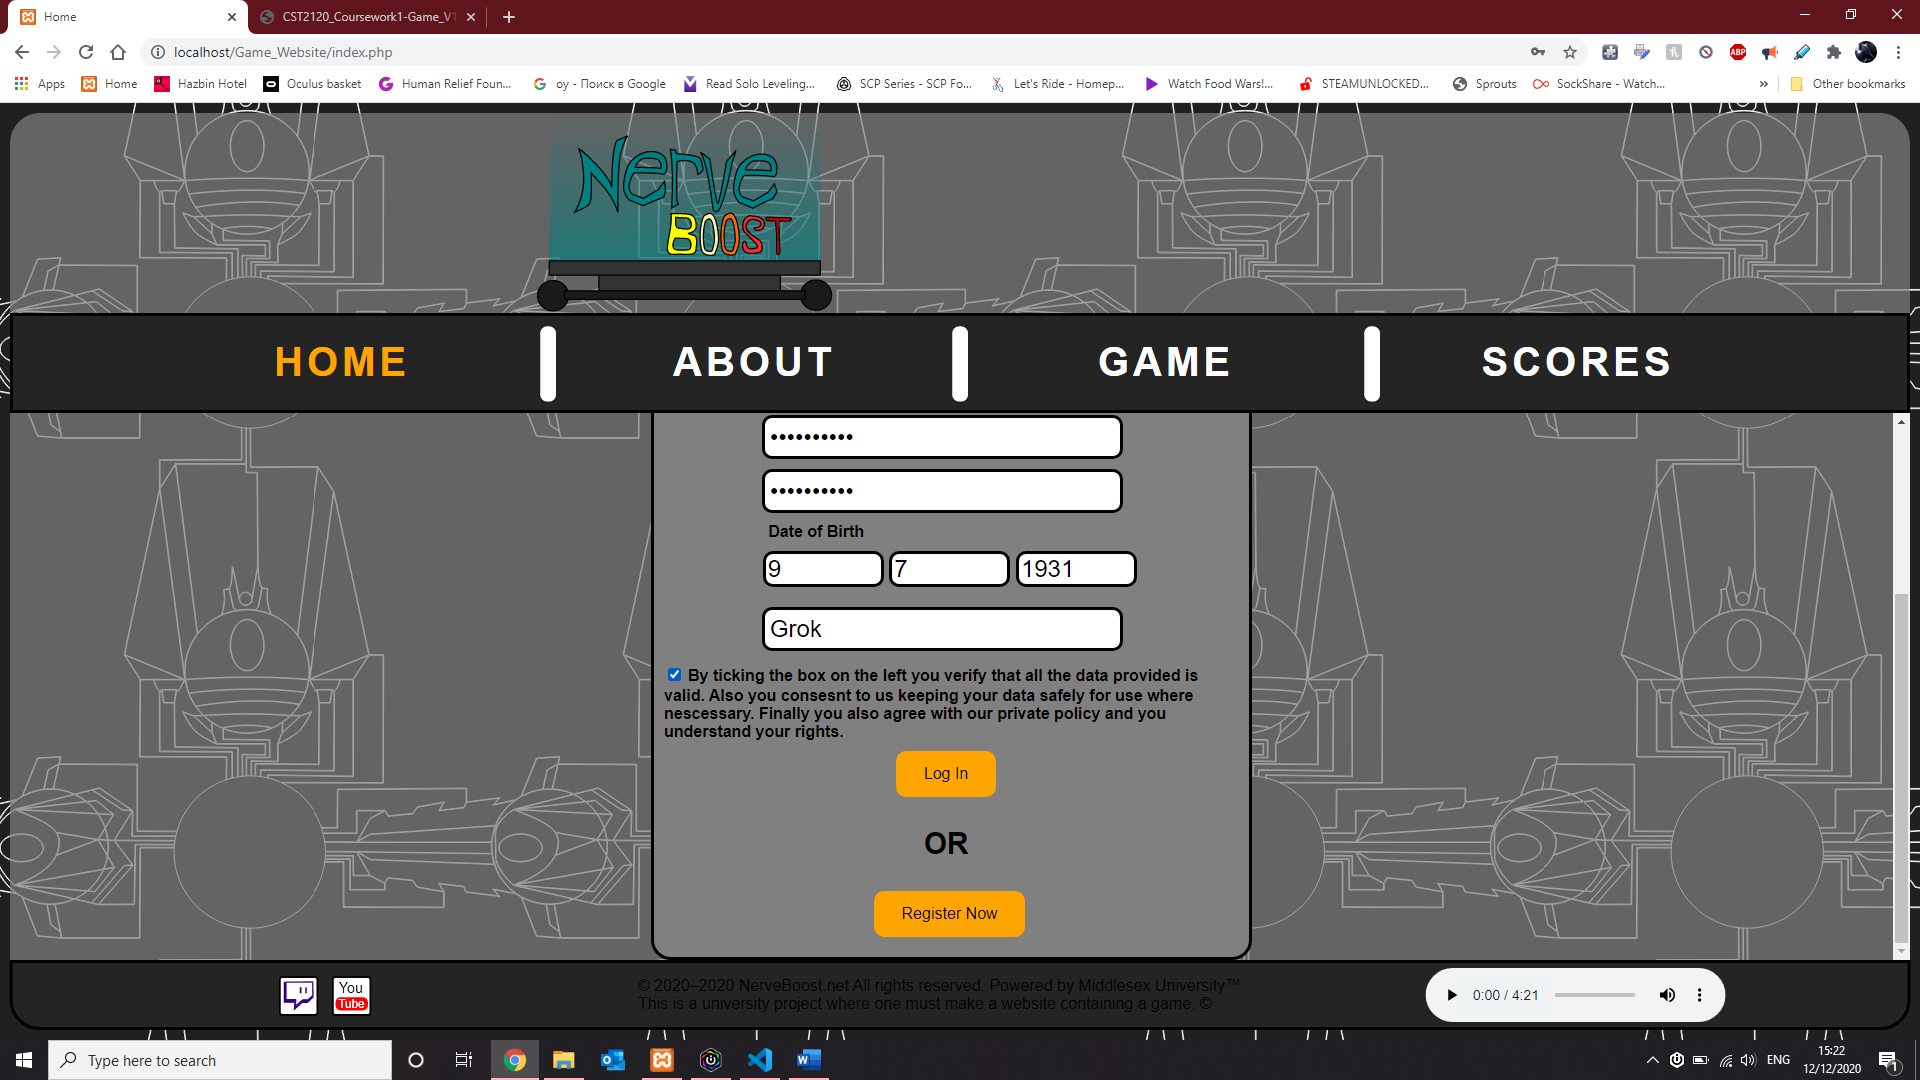 Home
CST2120_Coursework1-Game_V1
localhost/Game_Website/index.php
ABP
Apps
Home
Hazbin Hotel
Oculus basket
Human Relief Foun...
оу - Поиск в Google
Read Solo Leveling...
SCP Series - SCP Fo...
Let's Ride - Homep...
Watch Food Wars!...
STEAMUNLOCKED...
Sprouts
SockShare - Watch...
»
Other bookmarks
Nerve
BOOST
HOME
ABOUT
GAME
SCORES
••••••••••
••••••••••
Date of Birth
9 7 1931
Grok
By ticking the box on the left you verify that all the data provided is
valid. Also you consesnt to us keeping your data safely for use where
nescessary. Finally you also agree with our private policy and you
understand your rights.
Log In
OR
Register Now
You
Tube
© 2020–2020 NerveBoost.net All rights reserved. Powered by Middlesex University™.
This is a university project where one must make a website containing a game. ©
0:00 / 4:21
Type here to search
ENG
15:22
12/12/2020
1